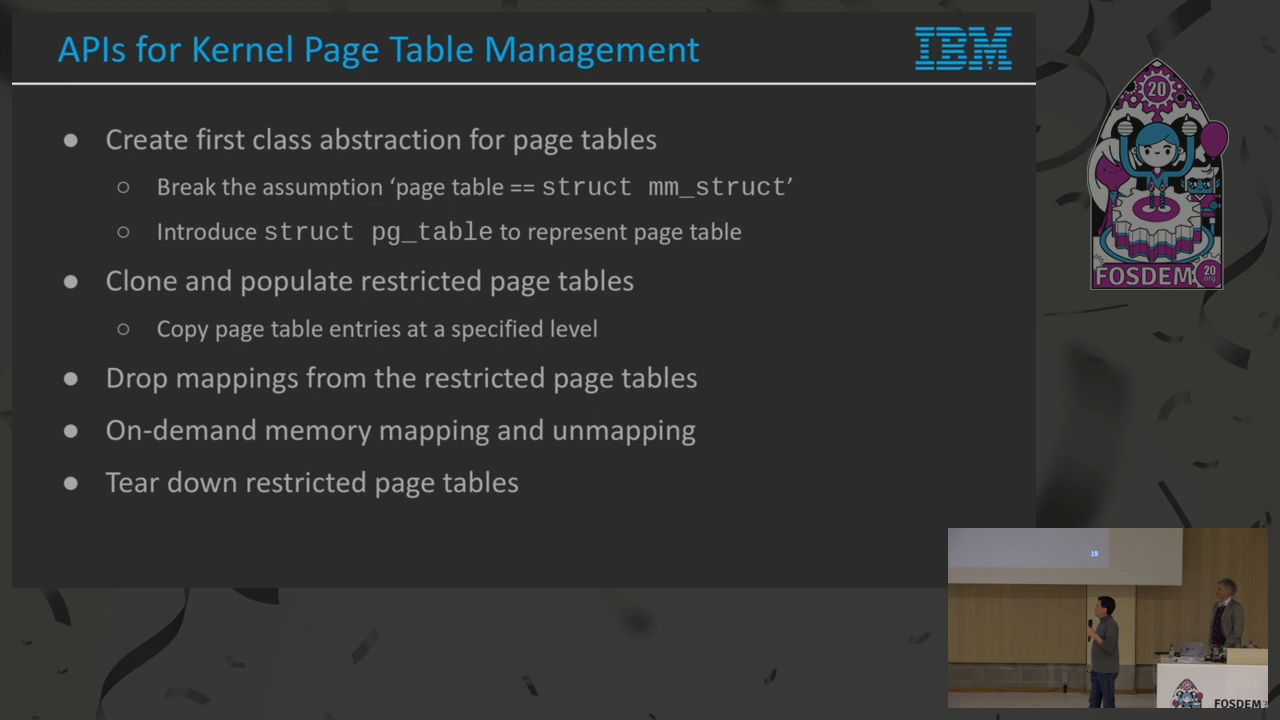 APIs for Kernel Page Table Management
IBM
● Create first class abstraction for page tables
○ Break the assumption ‘page table == struct mm_struct’
○ Introduce struct pg_table to represent page table
● Clone and populate restricted page tables
○ Copy page table entries at a specified level
● Drop mappings from the restricted page tables
● On-demand memory mapping and unmapping
● Tear down restricted page tables
20
FOSDEM
20
.org
19
FOSDEM